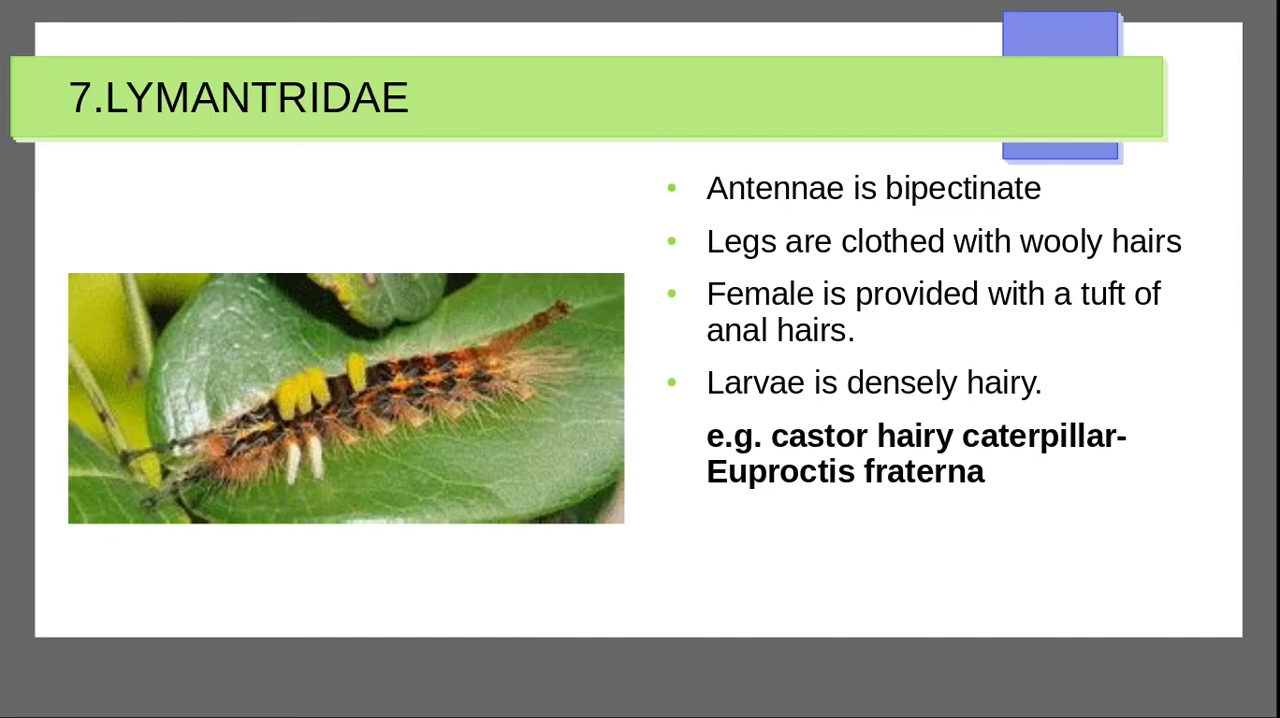 7.LYMANTRIDAE
• Antennae is bipectinate
• Legs are clothed with wooly hairs
• Female is provided with a tuft of
anal hairs.
• Larvae is densely hairy.
e.g. castor hairy caterpillar-
Euproctis fraterna